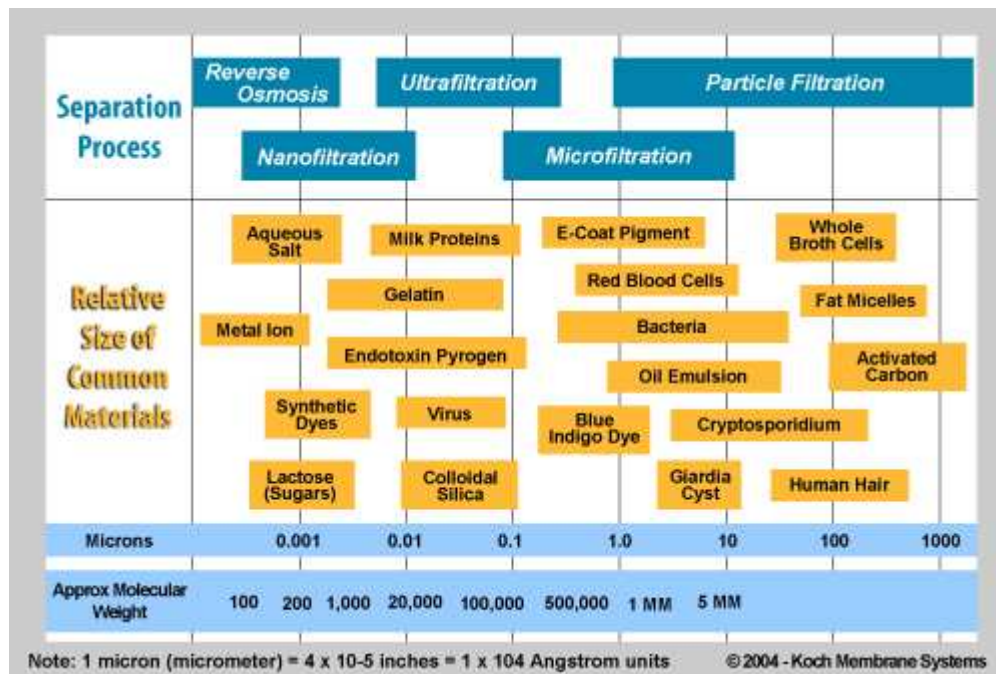 Separation
Process
Reverse
Osmosis
Ultrafiltration
Particle Filtration
Nanofiltration
Microfiltration
Relative
Size of
Common
Materials
Aqueous
Salt
Milk Proteins
E-Coat Pigment
Whole
Broth Cells
Gelatin
Red Blood Cells
Fat Micelles
Metal Ion
Bacteria
Endotoxin Pyrogen
Oil Emulsion
Activated
Carbon
Synthetic
Dyes
Virus
Blue
Indigo Dye
Cryptosporidium
Lactose
(Sugars)
Colloidal
Silica
Giardia
Cyst
Human Hair
Microns 0.001 0.01 0.1 1.0 10 100 1000
Approx Molecular
Weight
100 200 1,000 20,000 100,000 500,000 1 MM 5 MM
Note: 1 micron (micrometer) = 4 x 10-5 inches = 1 x 104 Angstrom units
© 2004 - Koch Membrane Systems